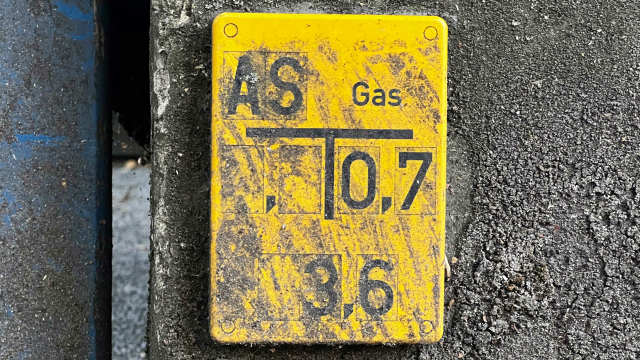 AS Gas
, 0,7
3,6